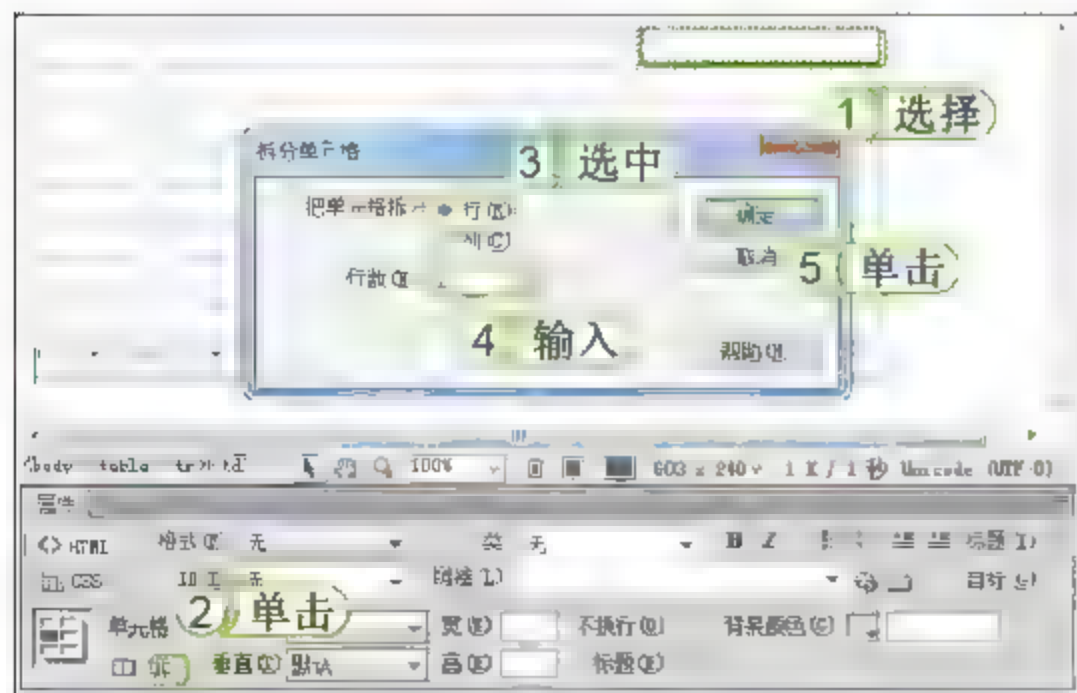 1 选择
拆分单元格
3 选中
把单元格拆分 行(R)
列(C)
确定
取消
5 单击
行数(N)
4 输入
帮助(H)
<body table tr> td 100% 603 x 240 1 K / 1 秒 Unicode (UTF-8)
属性
<> HTML 格式(F) 无 类 无 B I 标题(T)
CSS ID(I) 无 链接(L) 目标(G)
单元格 2 单击 宽(W) 不换行(O) 背景颜色(G)
垂直(T) 默认 高(H) 标题(E)